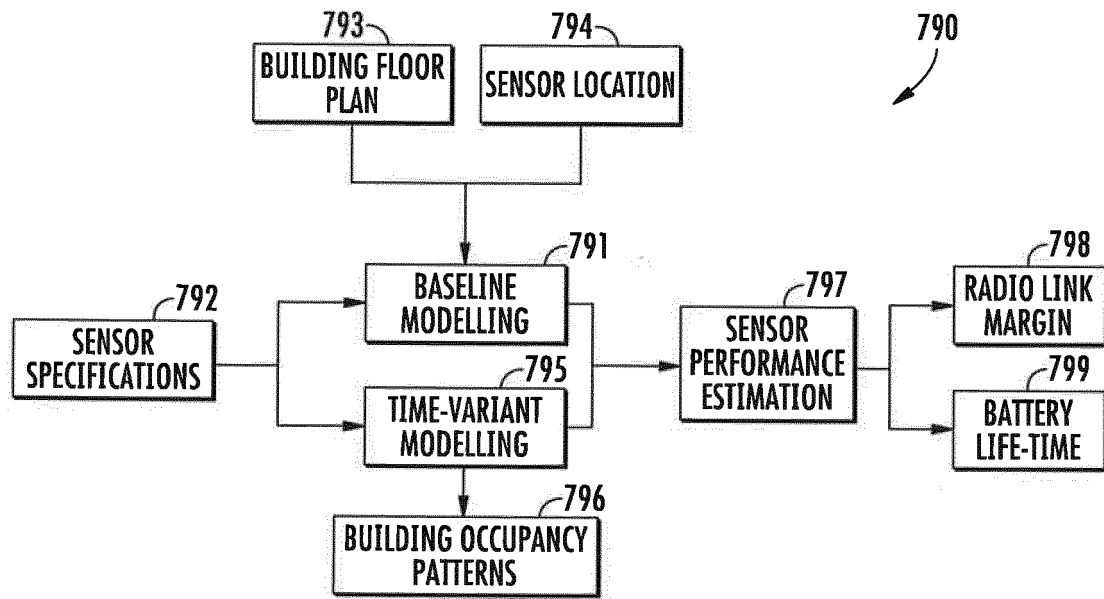 793
794
790
BUILDING FLOOR
PLAN
SENSOR LOCATION
791
BASELINE
MODELLING
792
SENSOR
SPECIFICATIONS
795
TIME-VARIANT
MODELLING
796
BUILDING OCCUPANCY
PATTERNS
797
SENSOR
PERFORMANCE
ESTIMATION
798
RADIO LINK
MARGIN
799
BATTERY
LIFE-TIME